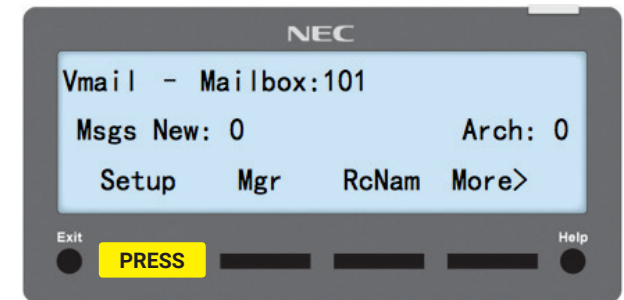 NEC
Vmail - Mailbox:101
Msgs New: 0 Arch: 0
Setup Mgr RcNam More>
Exit Help
PRESS